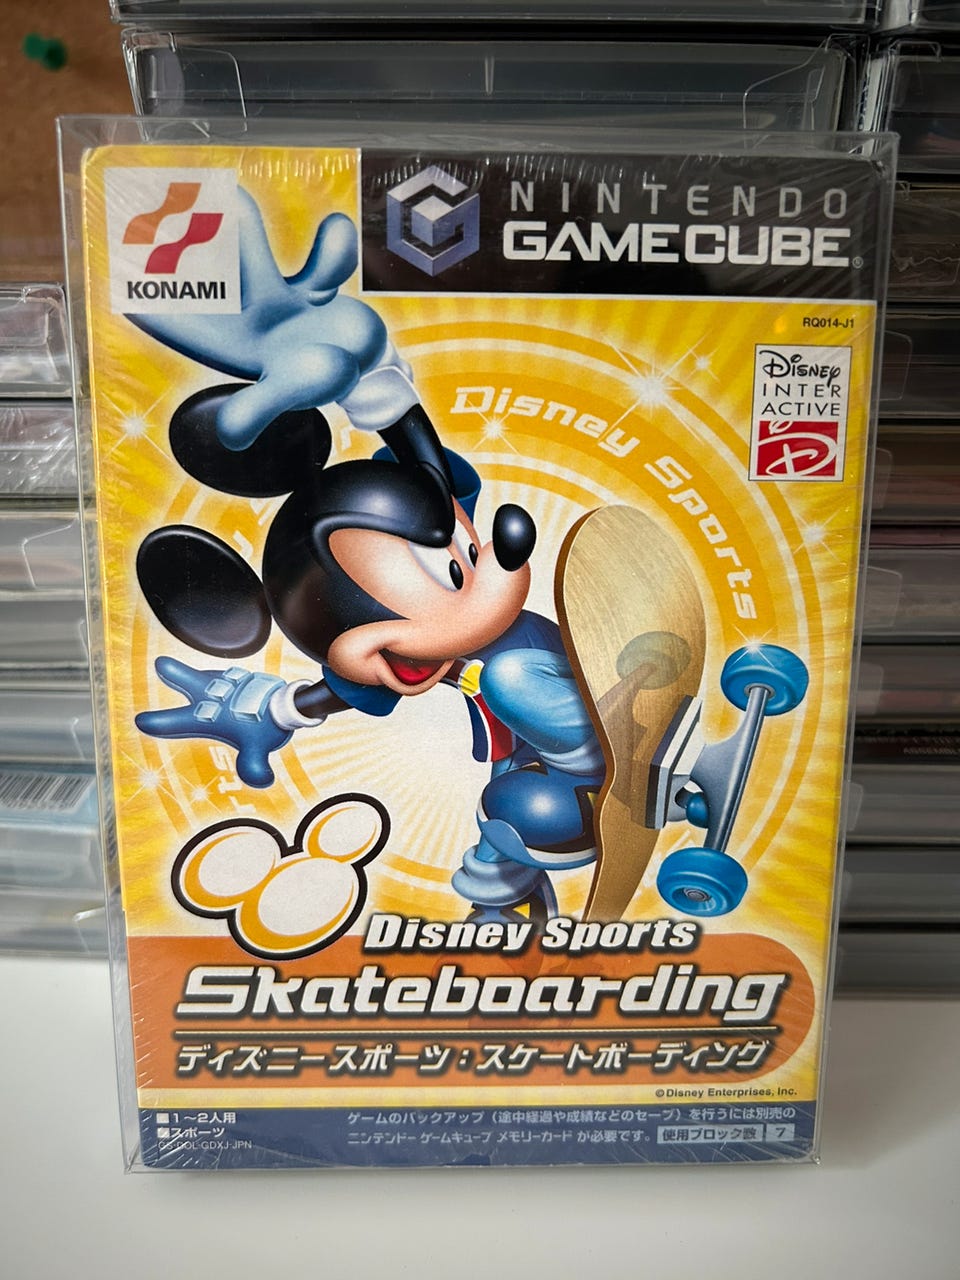 KONAMI
NINTENDO
GAMECUBE®
RQ014-J1
Disney
INTER
ACTIVE
Disney Sports
rts
Disney Sports
Skateboarding
ディズニースポーツ：スケートボーディング
©Disney Enterprises, Inc.
■1～2人用
■スポーツ
GS-DOL-GDXJ-JPN
ゲームのバックアップ（途中経過や成績などのセーブ）を行うには別売の
ニンテンドーゲームキューブ メモリーカードが必要です。 使用ブロック数 7